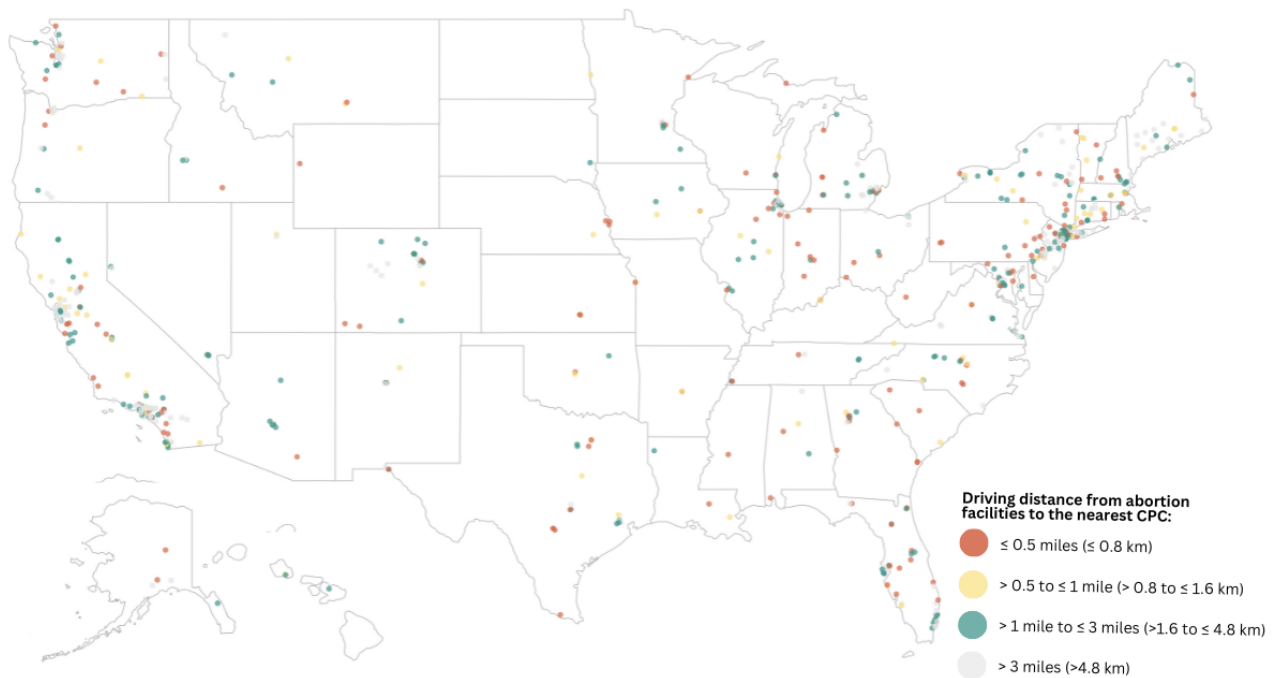 Driving distance from abortion
facilities to the nearest CPC:
≤ 0.5 miles (≤ 0.8 km)
> 0.5 to ≤ 1 mile (> 0.8 to ≤ 1.6 km)
> 1 mile to ≤ 3 miles (>1.6 to ≤ 4.8 km)
> 3 miles (>4.8 km)